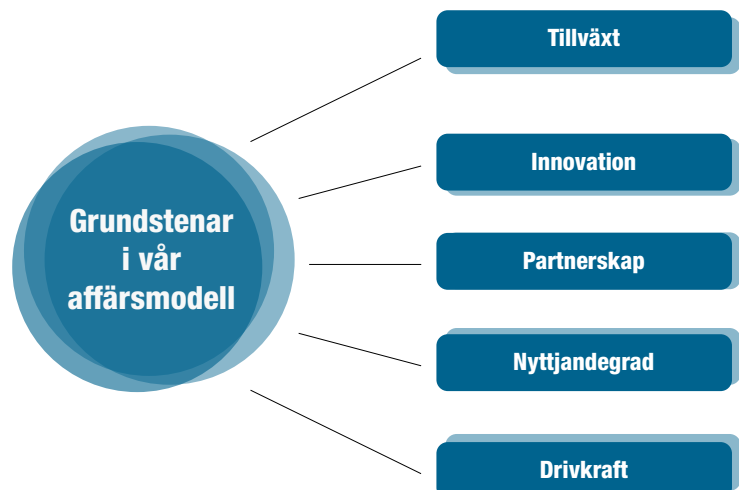 Tillväxt
Innovation
Grundstenar
i vår
affärsmodell
Partnerskap
Nyttjandegrad
Drivkraft